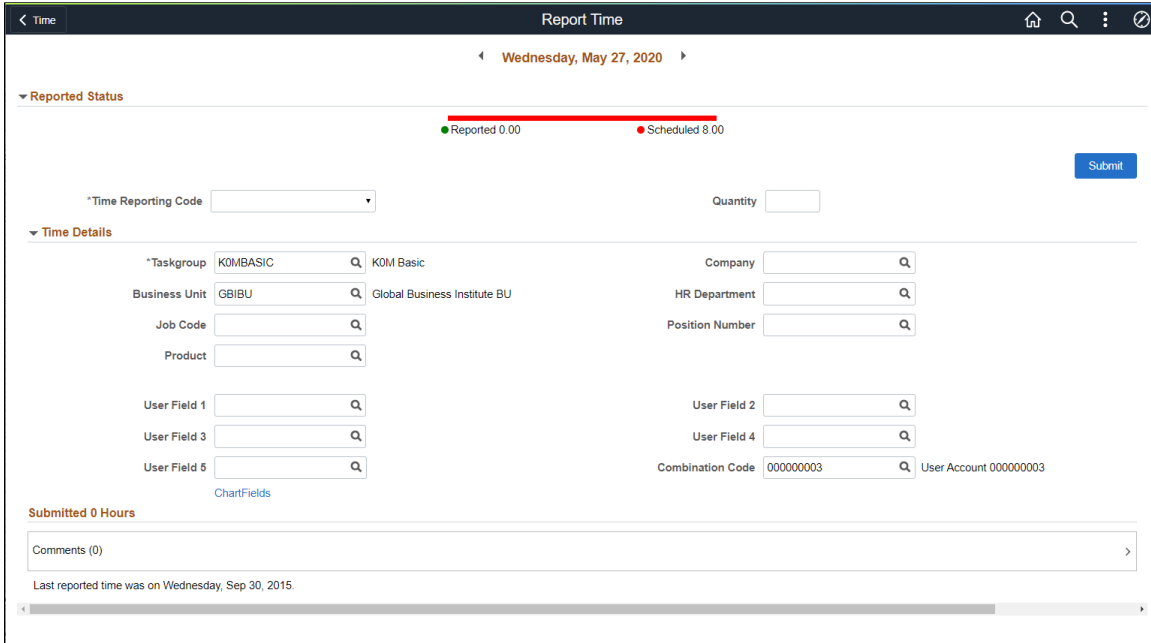 Time Report Time
Wednesday, May 27, 2020
Reported Status
Reported 0.00 Scheduled 8.00
Submit
*Time Reporting Code Quantity
Time Details
*Taskgroup K0MBASIC K0M Basic Company
Business Unit GBIBU Global Business Institute BU HR Department
Job Code Position Number
Product
User Field 1 User Field 2
User Field 3 User Field 4
User Field 5 Combination Code 000000003 User Account 000000003
ChartFields
Submitted 0 Hours
Comments (0)
Last reported time was on Wednesday, Sep 30, 2015.